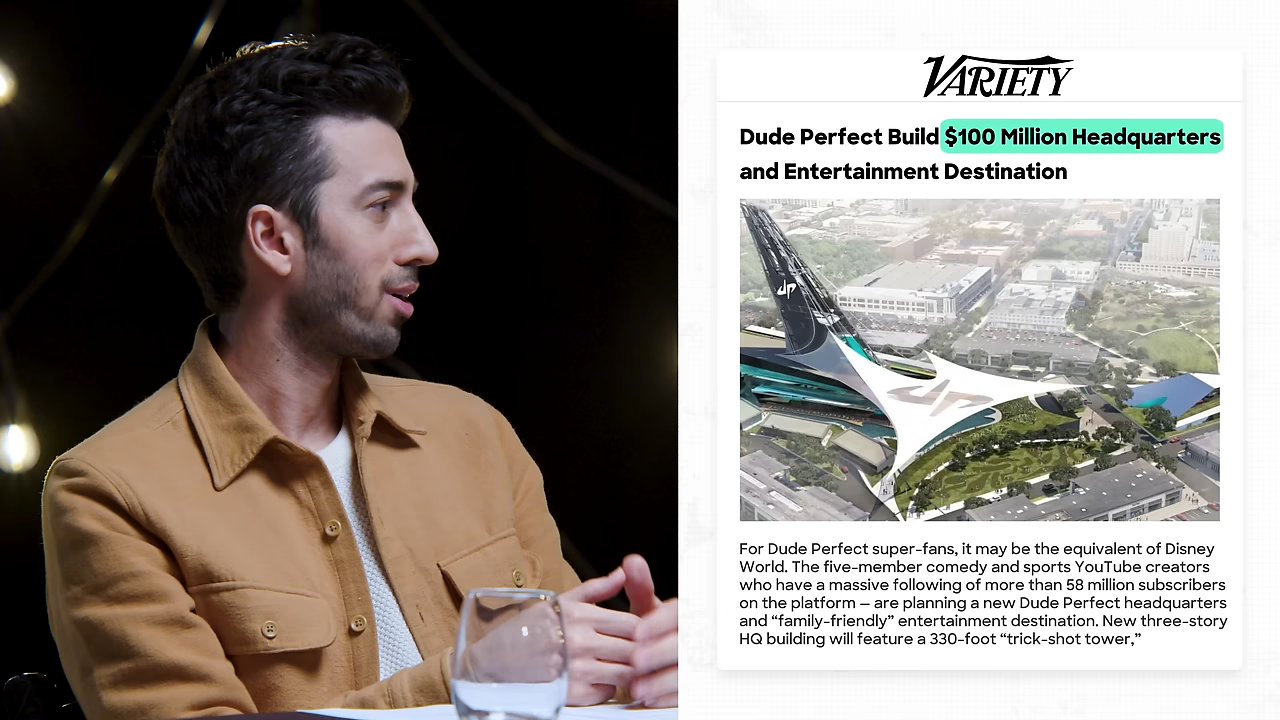 VARIETY
Dude Perfect Build $100 Million Headquarters
and Entertainment Destination
dp
dp
For Dude Perfect super-fans, it may be the equivalent of Disney
World. The five-member comedy and sports YouTube creators
who have a massive following of more than 58 million subscribers
on the platform — are planning a new Dude Perfect headquarters
and “family-friendly” entertainment destination. New three-story
HQ building will feature a 330-foot “trick-shot tower,”